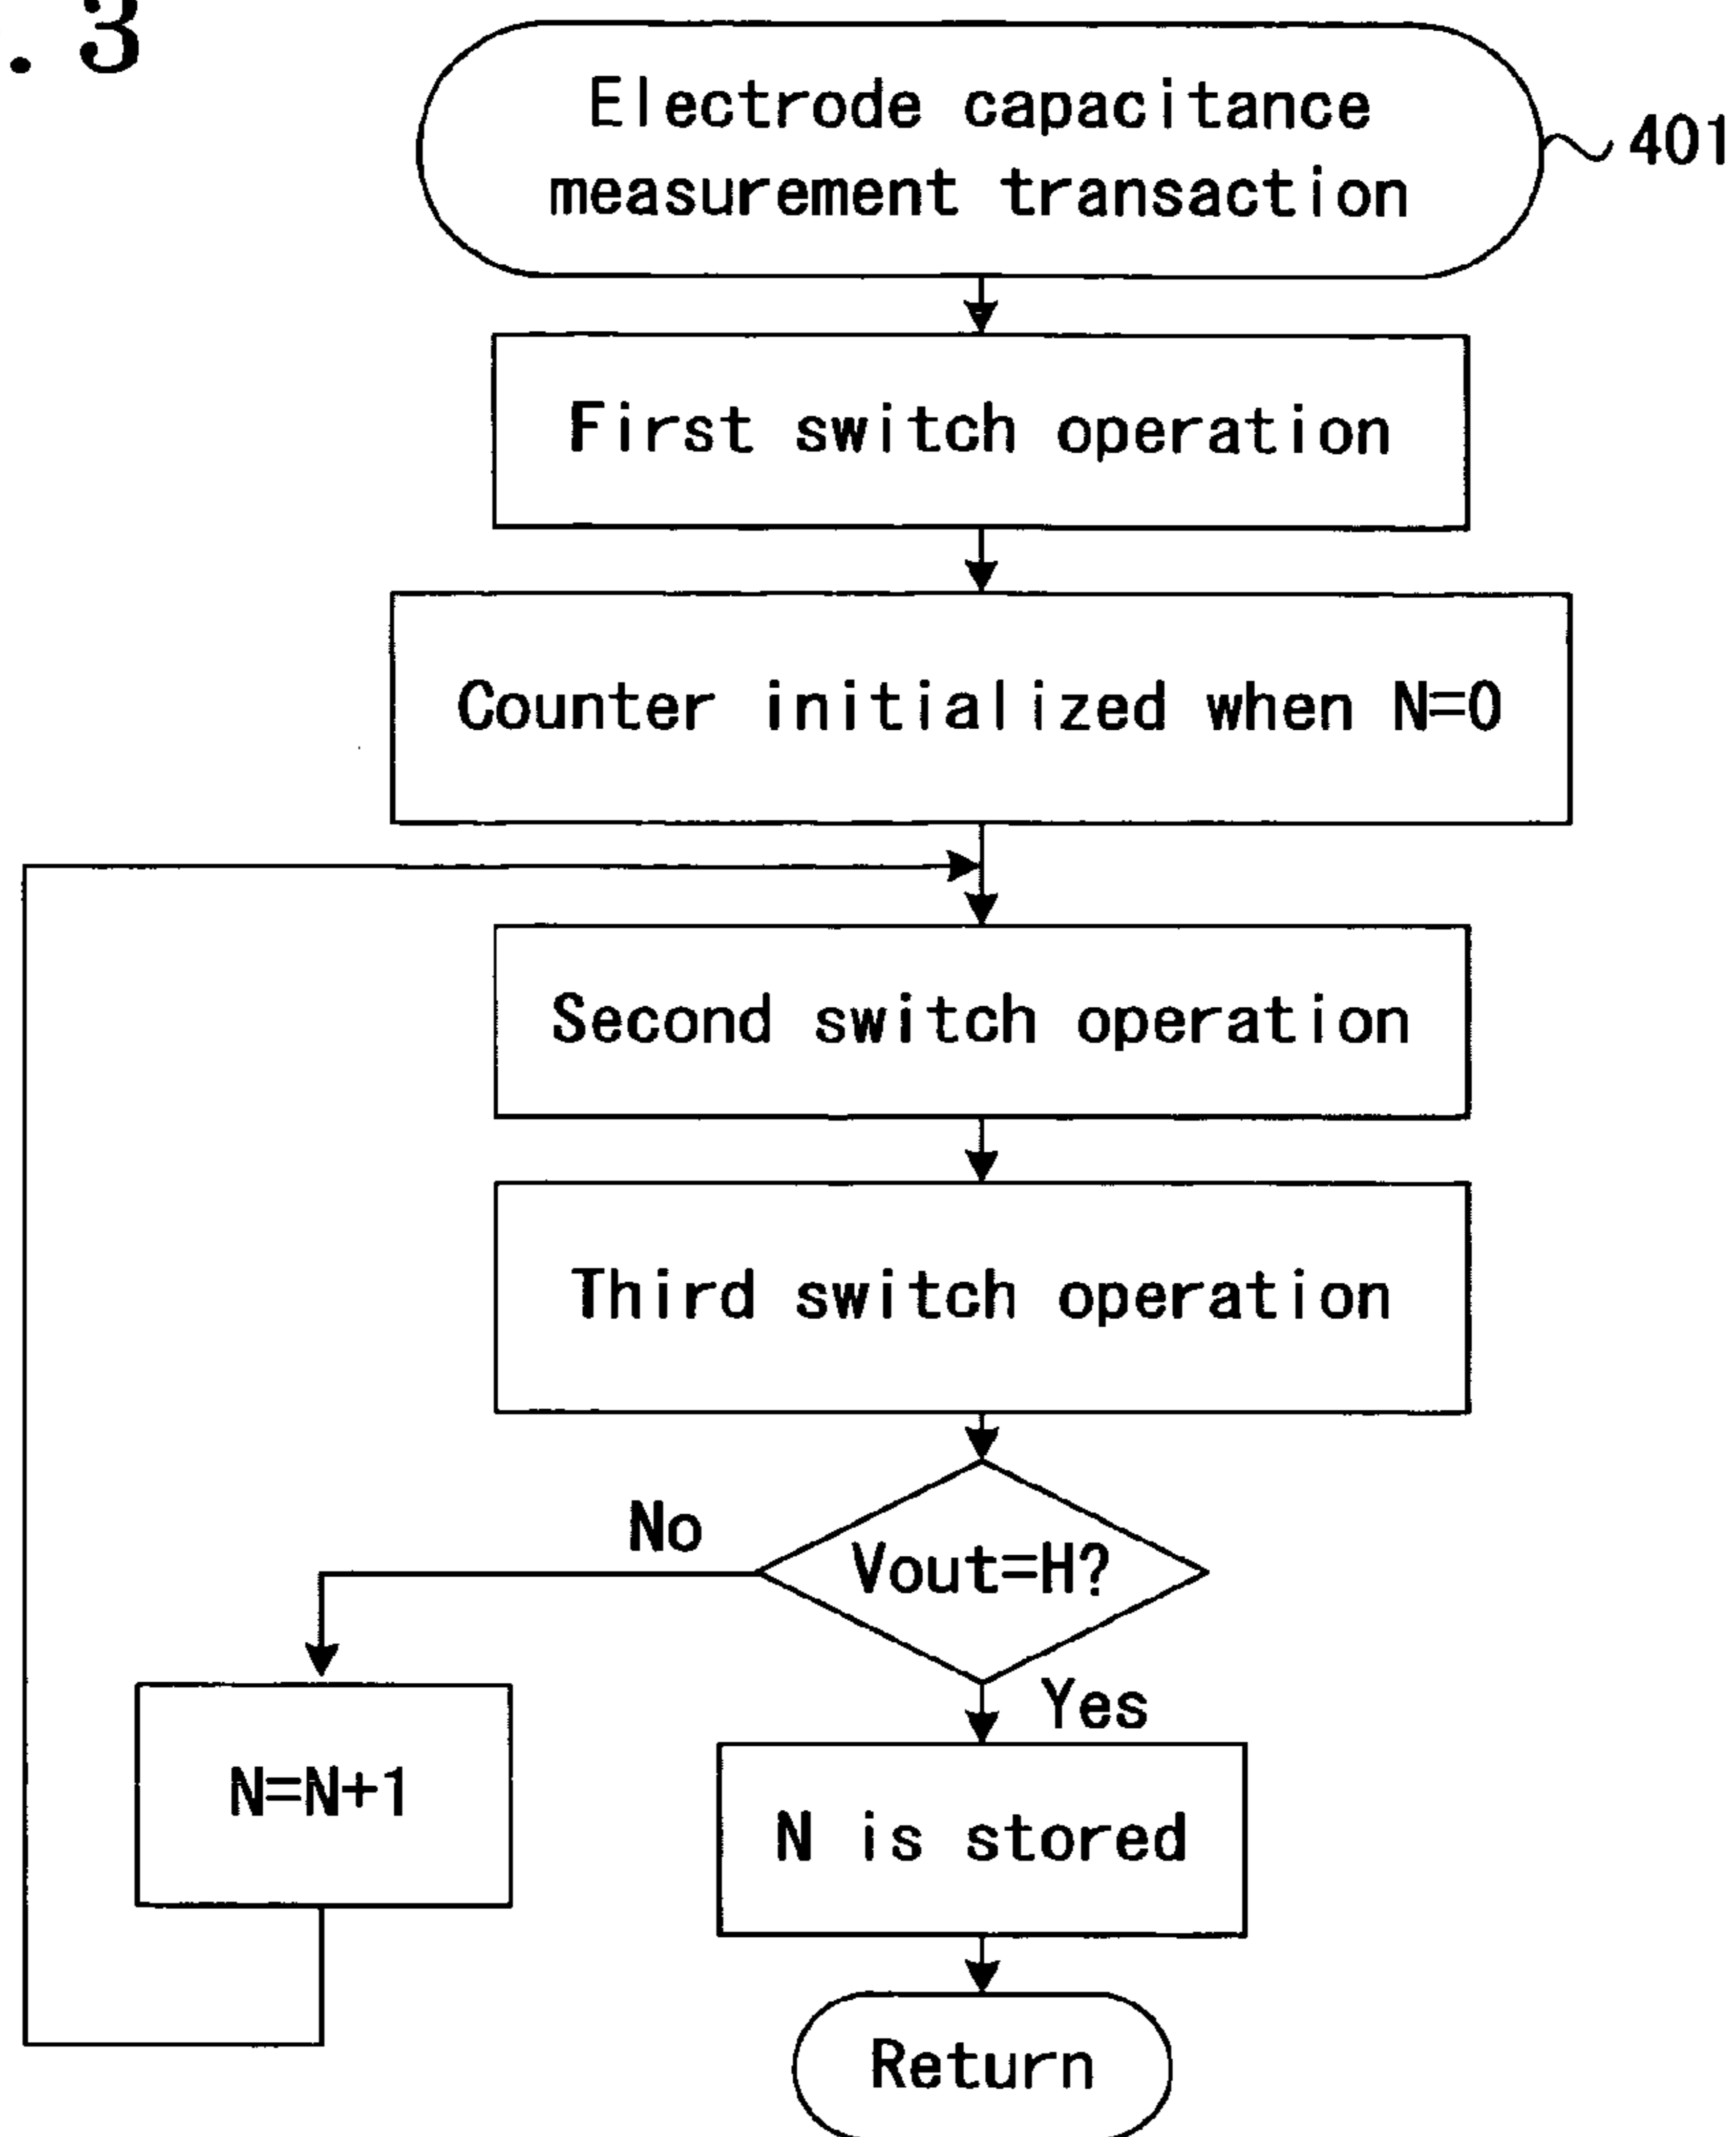 . 3
Electrode capacitance
measurement transaction
401
First switch operation
Counter initialized when N=0
Second switch operation
Third switch operation
No
Vout=H?
Yes
N=N+1
N is stored
Return